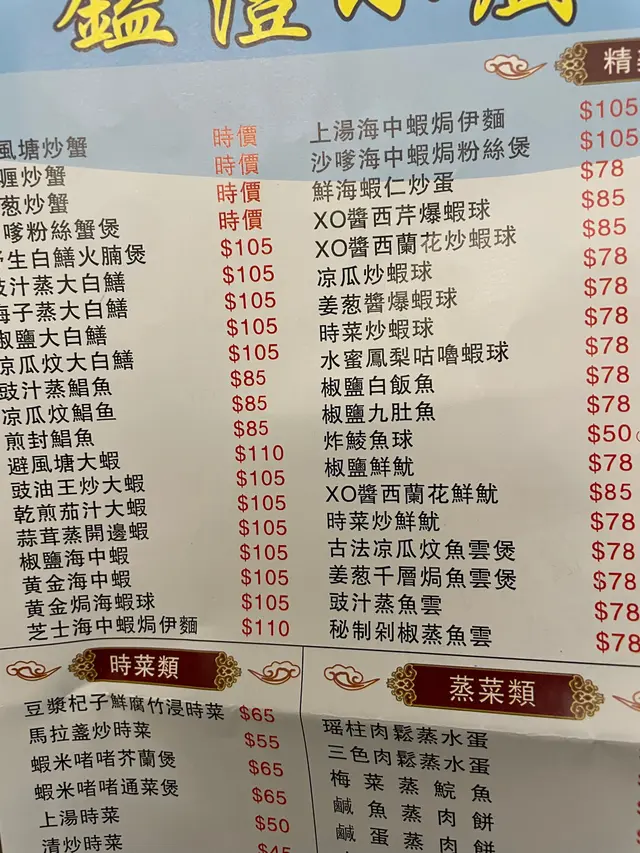 精
風塘炒蟹 時價
喱炒蟹 時價
葱炒蟹 時價
嗲粉絲蟹煲 時價
生白鱔火腩煲 $105
豉汁蒸大白鱔 $105
梅子蒸大白鱔 $105
椒鹽大白鱔 $105
凉瓜炆大白鱔 $105
豉汁蒸鯧魚 $85
凉瓜炆鯧鱼 $85
煎封鯧魚 $85
避風塘大蝦 $110
豉油王炒大蝦 $105
乾煎茄汁大蝦 $105
蒜茸蒸開邊蝦 $105
椒鹽海中蝦 $105
黄金海中蝦 $105
黄金焗海蝦球 $105
芝士海中蝦焗伊麵 $110
上湯海中蝦焗伊麵 $105
沙嗲海中蝦焗粉絲煲 $105
鮮海蝦仁炒蛋 $78
XO醬西芹爆蝦球 $85
XO醬西蘭花炒蝦球 $85
凉瓜炒蝦球 $78
姜葱醬爆蝦球 $78
時菜炒蝦球 $78
水蜜鳳梨咕嚕蝦球 $78
椒鹽白飯魚 $78
椒鹽九肚魚 $78
炸鯪魚球 $50
椒鹽鮮魷 $78
XO醬西蘭花鮮魷 $85
時菜炒鮮魷 $78
古法凉瓜炆魚雲煲 $78
姜葱千層焗魚雲煲 $78
豉汁蒸魚雲 $78
秘制剁椒蒸魚雲 $78
時菜類
豆漿杞子鮮腐竹浸時菜 $65
馬拉盞炒時菜 $55
蝦米啫啫芥蘭煲 $65
蝦米啫啫通菜煲 $65
上湯時菜 $50
清炒時菜 $45
蒸菜類
瑶柱肉鬆蒸水蛋
三色肉鬆蒸水蛋
梅菜蒸鯇魚
鹹魚蒸肉餅
鹹蛋蒸肉餅